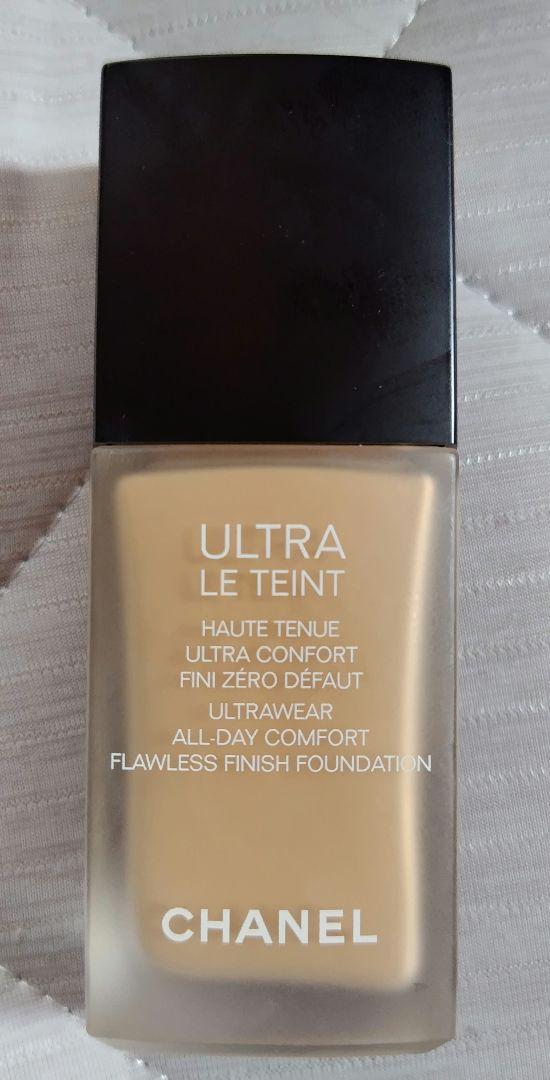 ULTRA
LE TEINT
HAUTE TENUE
ULTRA CONFORT
FINI ZÉRO DÉFAUT
ULTRAWEAR
ALL-DAY COMFORT
FLAWLESS FINISH FOUNDATION
CHANEL